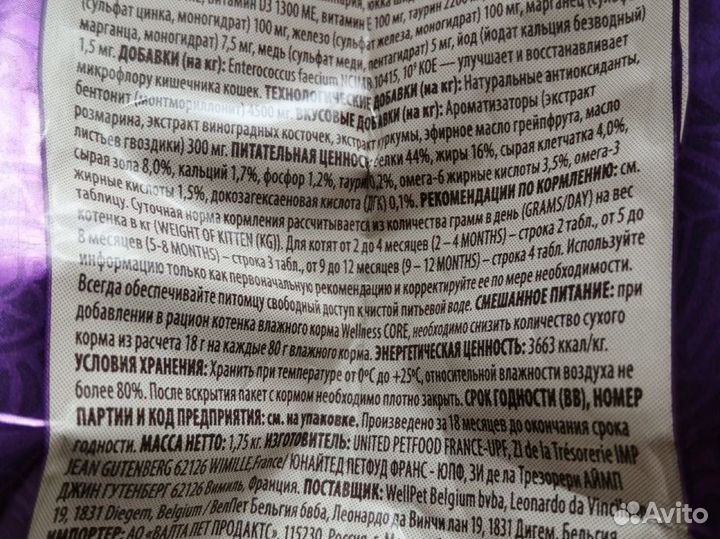 ВИТАМИН D3 1300 МЕ, витамин Е 100 мг, таурин
(сульфат цинка, моногидрат) 100 мг, железо (сульфат железа, моногидрат) 100 мг, марганец (сульфат
марганца, моногидрат) 7,5 мг, медь (сульфат меди, пентагидрат) 5 мг, йод (йодат кальция безводный)
1,5 мг. ДОБАВКИ (на кг): Enterococcus faecium 10415, 10⁹ КОЕ — улучшает и восстанавливает
микрофлору кишечника кошек. ТЕХНОЛОГИЧЕСКИЕ ДОБАВКИ (на кг): Натуральные антиоксиданты,
бентонит (монтмориллонит) 4500 мг. ВКУСОВЫЕ ДОБАВКИ (на кг): Ароматизаторы (экстракт
розмарина, экстракт виноградных косточек, экстракт куркумы, эфирное масло грейпфрута, масло
листьев гвоздики) 300 мг. ПИТАТЕЛЬНАЯ ЦЕННОСТЬ: белки 44%, жиры 16%, сырая клетчатка 4,0%,
сырая зола 8,0%, кальций 1,7%, фосфор 1,2%, таурин 0,2%, омега-6 жирные кислоты 3,5%, омега-3
жирные кислоты 1,5%, докозагексаеновая кислота (ДГК) 0,1%. РЕКОМЕНДАЦИИ ПО КОРМЛЕНИЮ: см.
таблицу. Суточная норма кормления рассчитывается из количества грамм в день (GRAMS/DAY) на вес
котенка в кг (WEIGHT OF KITTEN (KG)). Для котят от 2 до 4 месяцев (2 – 4 MONTHS) – строка 2 табл., от 5 до
8 месяцев (5-8 MONTHS) – строка 3 табл., от 9 до 12 месяцев (9 – 12 MONTHS) – строка 4 табл. Используйте
информацию только как первоначальную рекомендацию и корректируйте ее по мере необходимости.
Всегда обеспечивайте питомцу свободный доступ к чистой питьевой воде. СМЕШАННОЕ ПИТАНИЕ: при
добавлении в рацион котенка влажного корма Wellness CORE, необходимо снизить количество сухого
корма из расчета 18 г на каждые 80 г влажного корма. ЭНЕРГЕТИЧЕСКАЯ ЦЕННОСТЬ: 3663 ккал/кг.
УСЛОВИЯ ХРАНЕНИЯ: Хранить при температуре от 0°С до +25°С, относительной влажности воздуха не
более 80%. После вскрытия пакет с кормом необходимо плотно закрыть. СРОК ГОДНОСТИ (ВВ), НОМЕР
ПАРТИИ И КОД ПРЕДПРИЯТИЯ: см. на упаковке. Произведено за 18 месяцев до окончания срока
годности. МАССА НЕТТО: 1,75 кг. ИЗГОТОВИТЕЛЬ: UNITED PETFOOD FRANCE-UPF, ZI de la Trésorerie IMP
JEAN GUTENBERG 62126 WIMILLE, France/ ЮНАЙТЕД ПЕТФУД ФРАНС - ЮПФ, ЗИ де ла Трезорери АЙМП
ДЖИН ГУТЕНБЕРГ 62126 Вимиль, Франция. ПОСТАВЩИК: WellPet Belgium bvba, Leonardo da Vincilaan
19, 1831 Diegem, Belgium / ВелПет Бельгия бвба, Леонардо да Винчи лан 19, 1831 Дигем, Бельгия
ИМПОРТЕР: АО «ВАЛТА ПЕТ ПРОДАКТС», 115230, Россия, г.
Avito